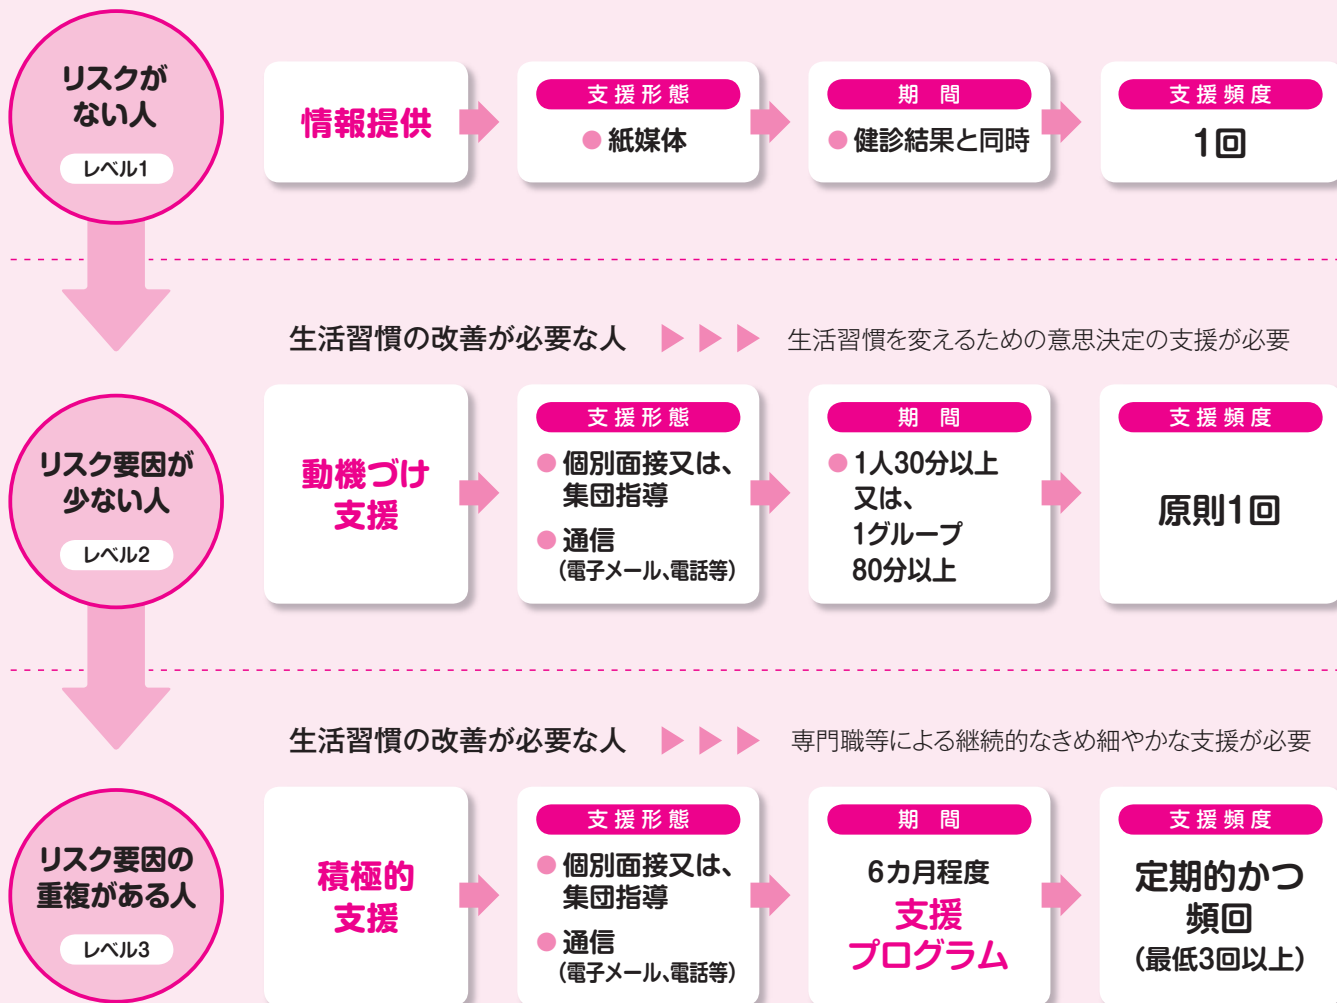 リスクが
ない人
レベル1
情報提供
支援形態
● 紙媒体
期 間
● 健診結果と同時
支援頻度
1回
生活習慣の改善が必要な人 ▶ ▶ ▶ 生活習慣を変えるための意思決定の支援が必要
リスク要因が
少ない人
レベル2
動機づけ
支援
支援形態
● 個別面接又は、
集団指導
● 通信
(電子メール、電話等)
期 間
● 1人30分以上
又は、
1グループ
80分以上
支援頻度
原則1回
生活習慣の改善が必要な人 ▶ ▶ ▶ 専門職等による継続的なきめ細やかな支援が必要
リスク要因の
重複がある人
レベル3
積極的
支援
支援形態
● 個別面接又は、
集団指導
● 通信
(電子メール、電話等)
期 間
6カ月程度
支援
プログラム
支援頻度
定期的かつ
頻回
(最低3回以上)